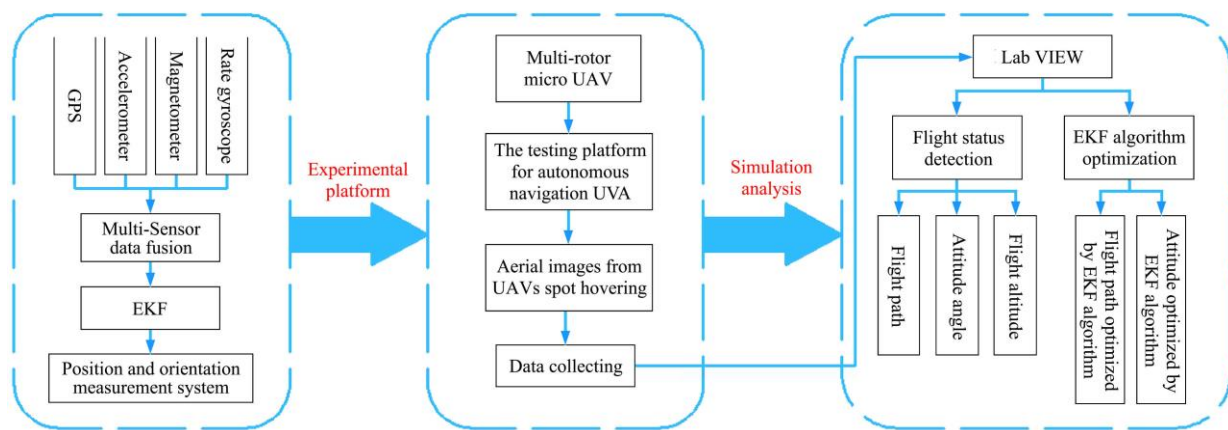 GPS
Accelerometer
Magnetometer
Rate gyroscope
Multi-Sensor
data fusion
EKF
Position and orientation
measurement system
Experimental
platform
Multi-rotor
micro UAV
The testing platform
for autonomous
navigation UVA
Aerial images from
UAVs spot hovering
Data collecting
Simulation
analysis
Lab VIEW
Flight status
detection
EKF algorithm
optimization
Flight path
Attitude angle
Flight altitude
Flight path optimized
by EKF algorithm
Attitude optimized by
EKF algorithm